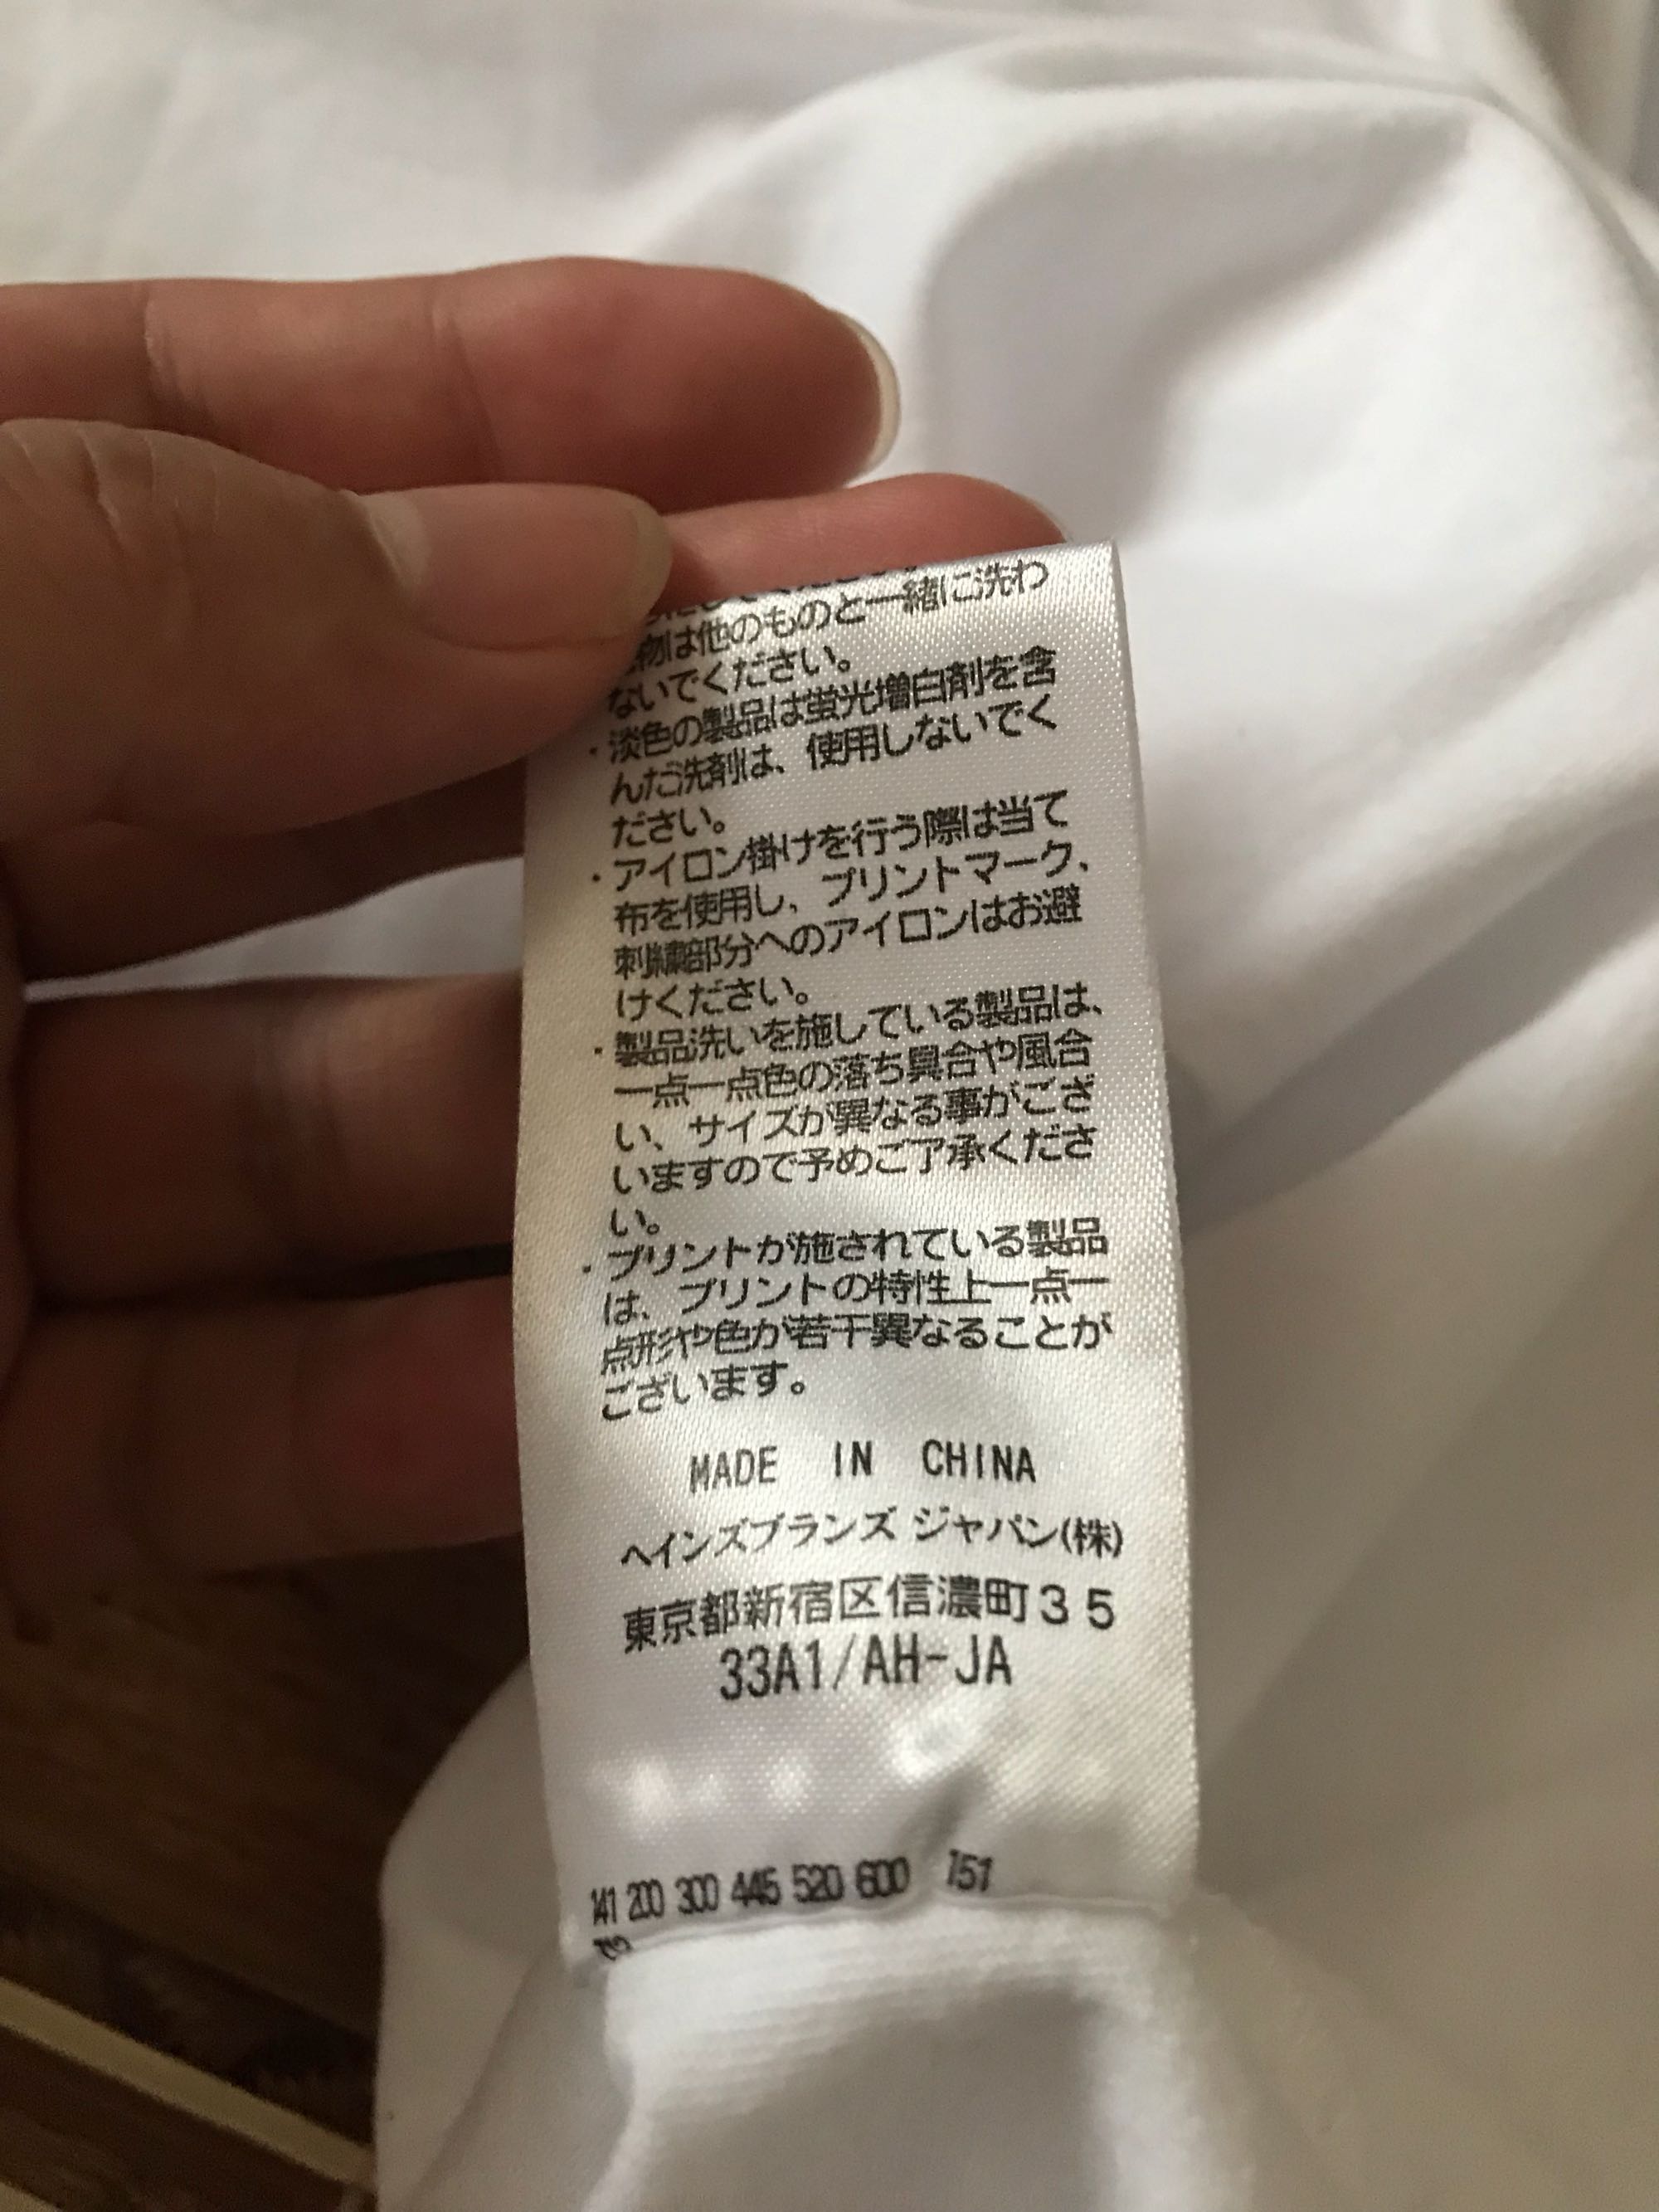 物は他のものと一緒に洗わ
ないでください。
・淡色の製品は蛍光増白剤を含
んだ洗剤は、使用しないでく
ださい。
・アイロン掛けを行う際は当て
布を使用し、プリントマーク、
刺繍部分へのアイロンはお避
けください。
・製品洗いを施している製品は、
一点一点色の落ち具合や風合
い、サイズが異なる事がござ
いますので予めご了承くださ
い。
・プリントが施されている製品
は、プリントの特性上一点一
点形や色が若干異なることが
ございます。
MADE IN CHINA
ヘインズブランズ ジャパン(株)
東京都新宿区信濃町35
33A1/AH-JA
141 200 300 445 520 600 151